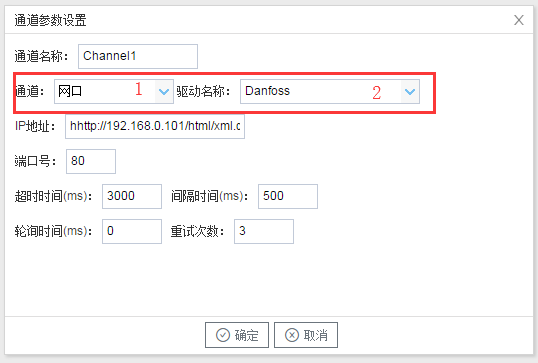 通道参数设置
通道名称： Channel1
通道： 网口 1 驱动名称： Danfoss 2
IP地址： hhttp://192.168.0.101/html/xml.c
端口号： 80
超时时间(ms)： 3000 间隔时间(ms)： 500
轮询时间(ms)： 0 重试次数： 3
确定 取消